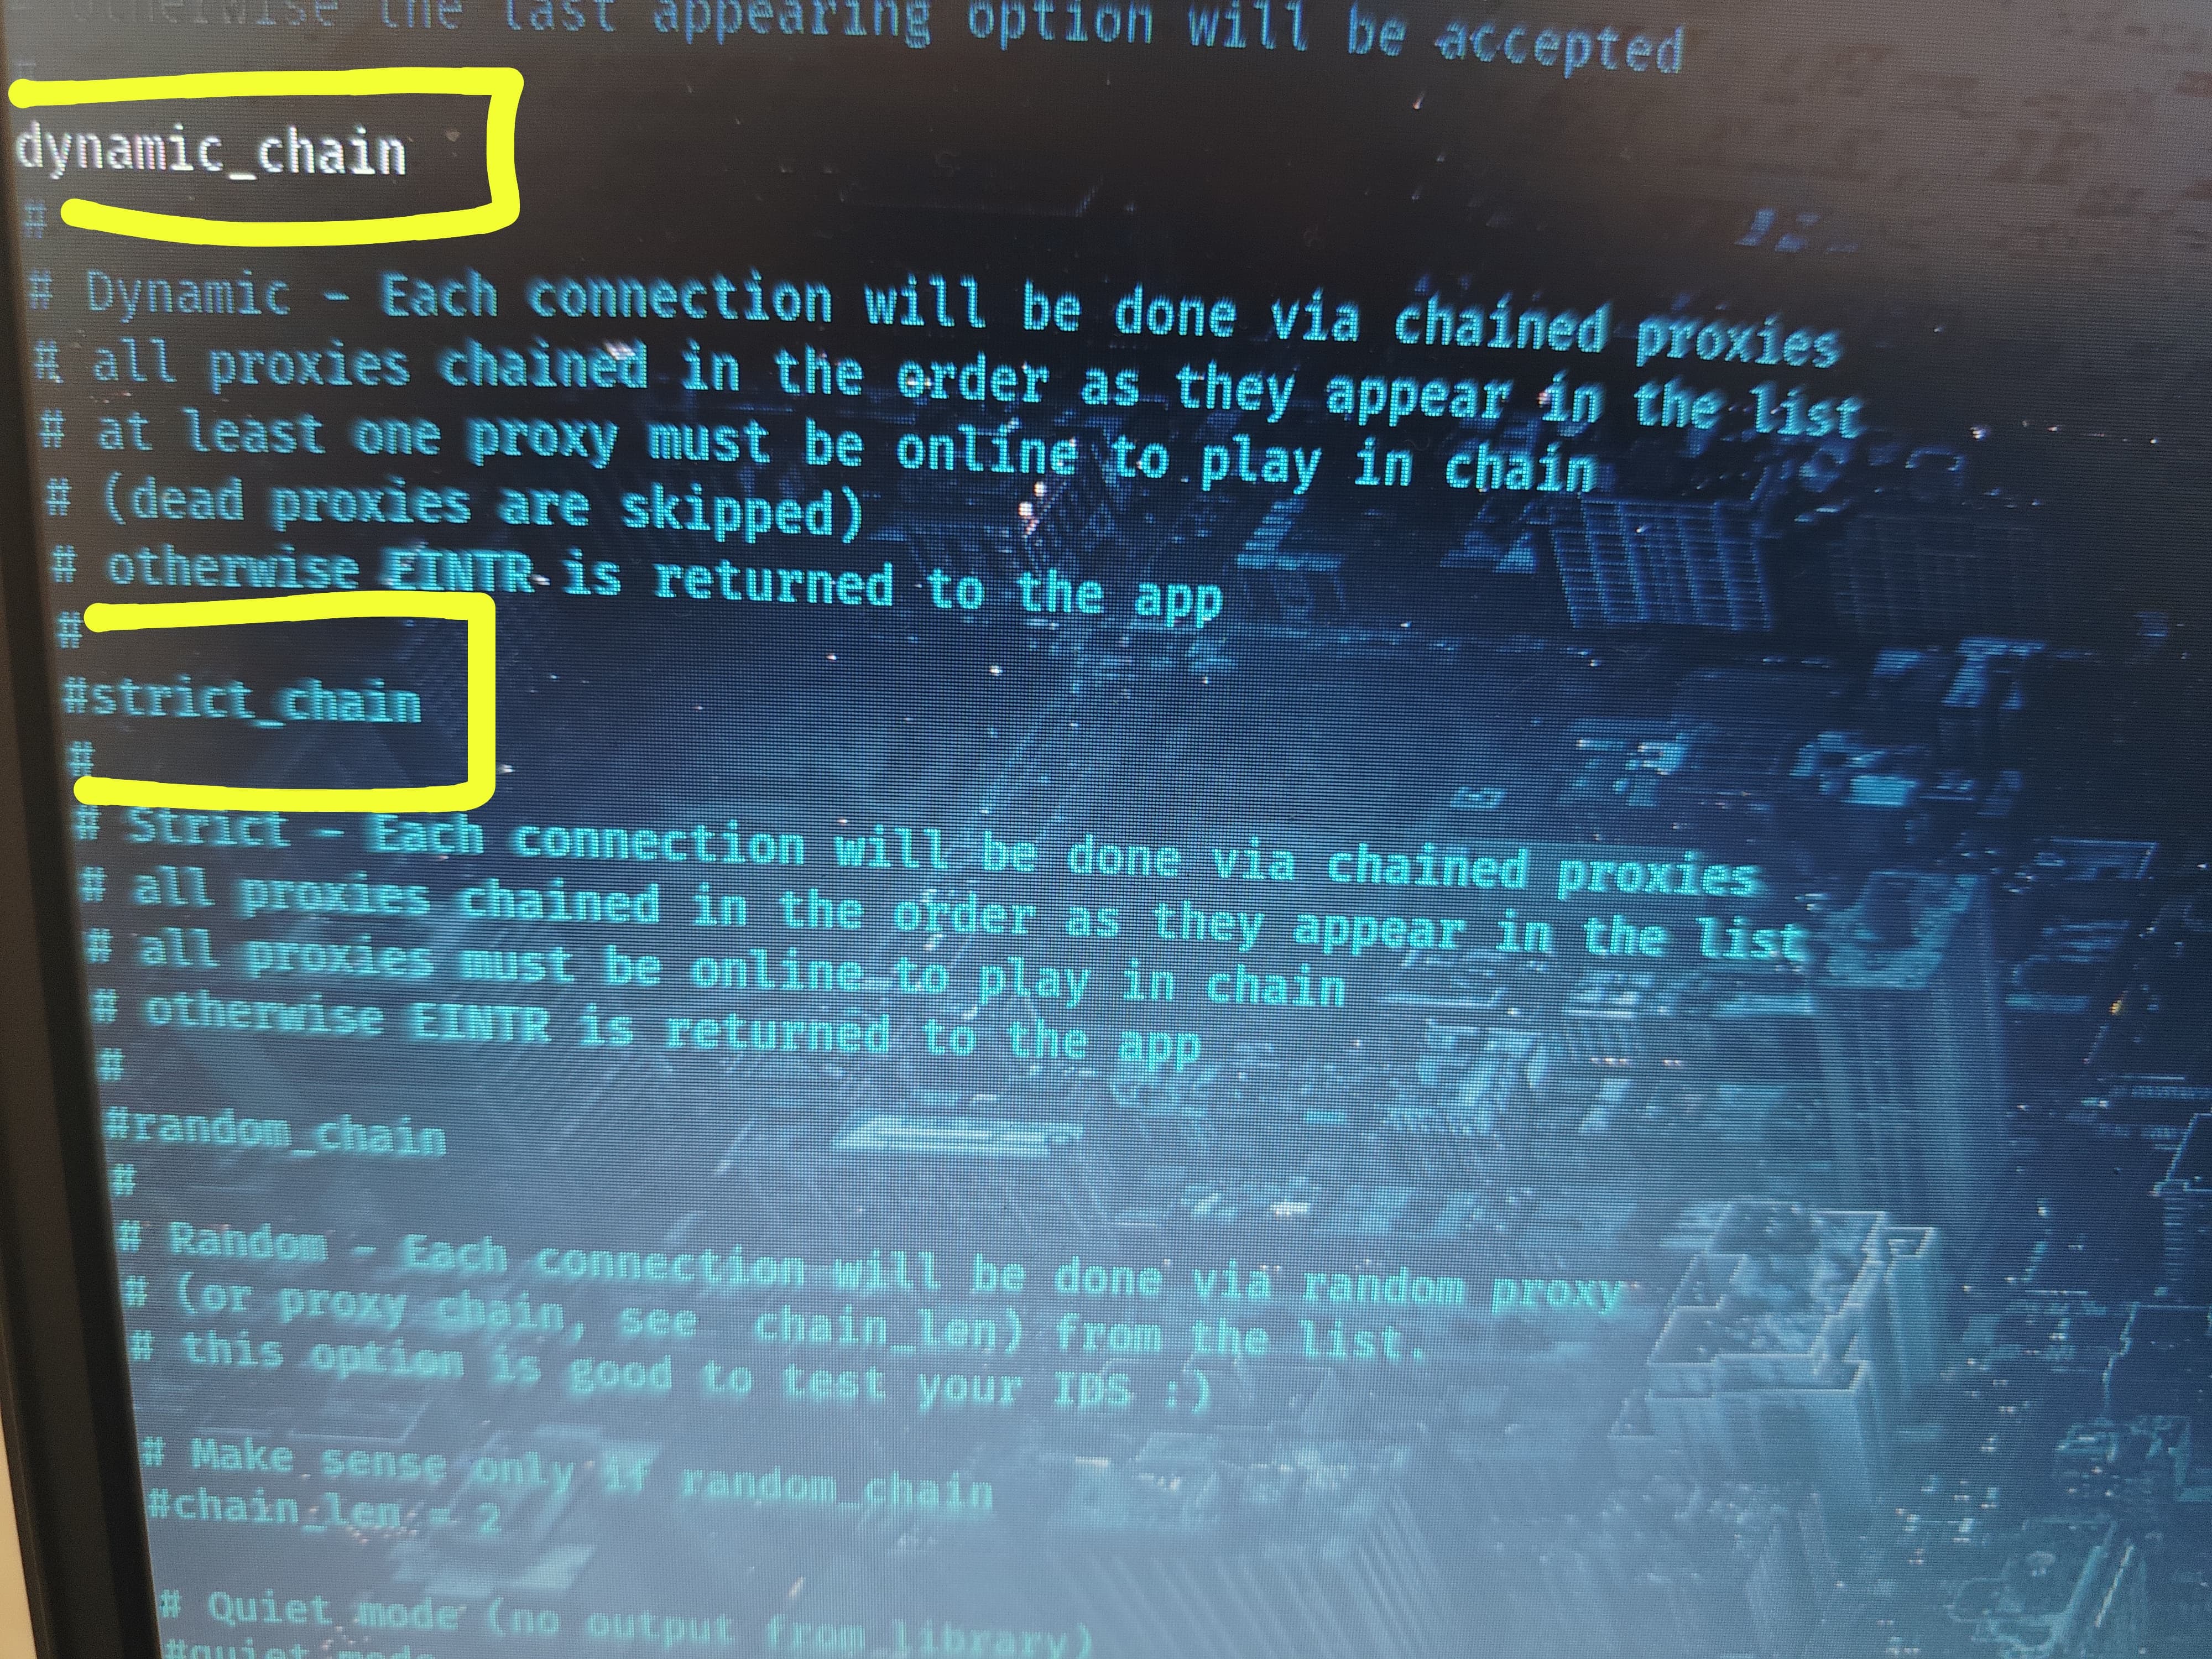 otherwise the last appearing option will be accepted
#
dynamic_chain
#
# Dynamic - Each connection will be done via chained proxies
# all proxies chained in the order as they appear in the list
# at least one proxy must be online to play in chain
# (dead proxies are skipped)
# otherwise EINTR is returned to the app
#
#strict_chain
#
# Strict - Each connection will be done via chained proxies
# all proxies chained in the order as they appear in the list
# all proxies must be online to play in chain
# otherwise EINTR is returned to the app
#
#random_chain
#
# Random - Each connection will be done via random proxy
# (or proxy chain, see  chain_len) from the list.
# this option is good to test your IDS :)
# Make sense only if random_chain
#chain_len = 2
# Quiet mode (no output from library)
#quiet_mode